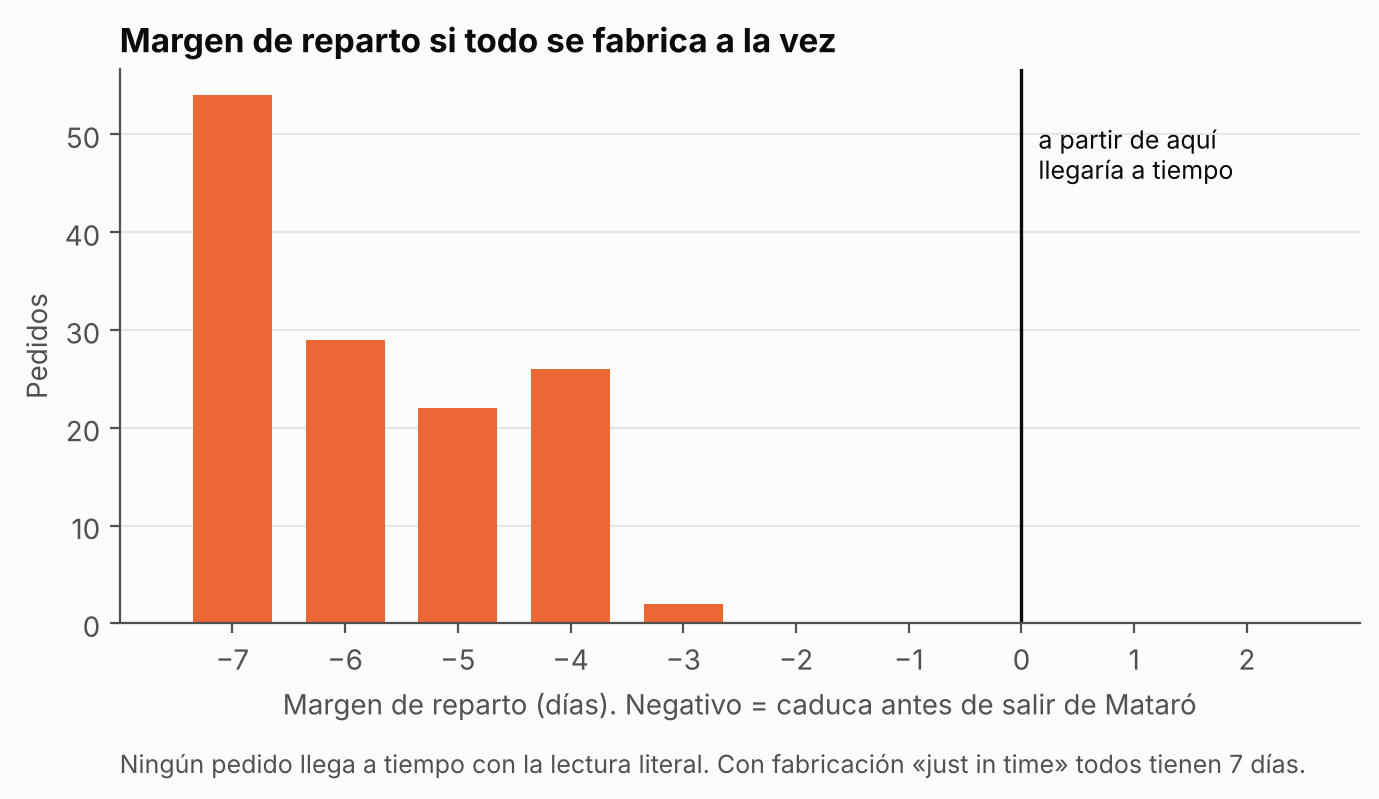 Margen de reparto si todo se fabrica a la vez
50
40
30
20
10
0
Pedidos
a partir de aquí
llegaría a tiempo
−7 −6 −5 −4 −3 −2 −1 0 1 2
Margen de reparto (días). Negativo = caduca antes de salir de Mataró
Ningún pedido llega a tiempo con la lectura literal. Con fabricación «just in time» todos tienen 7 días.